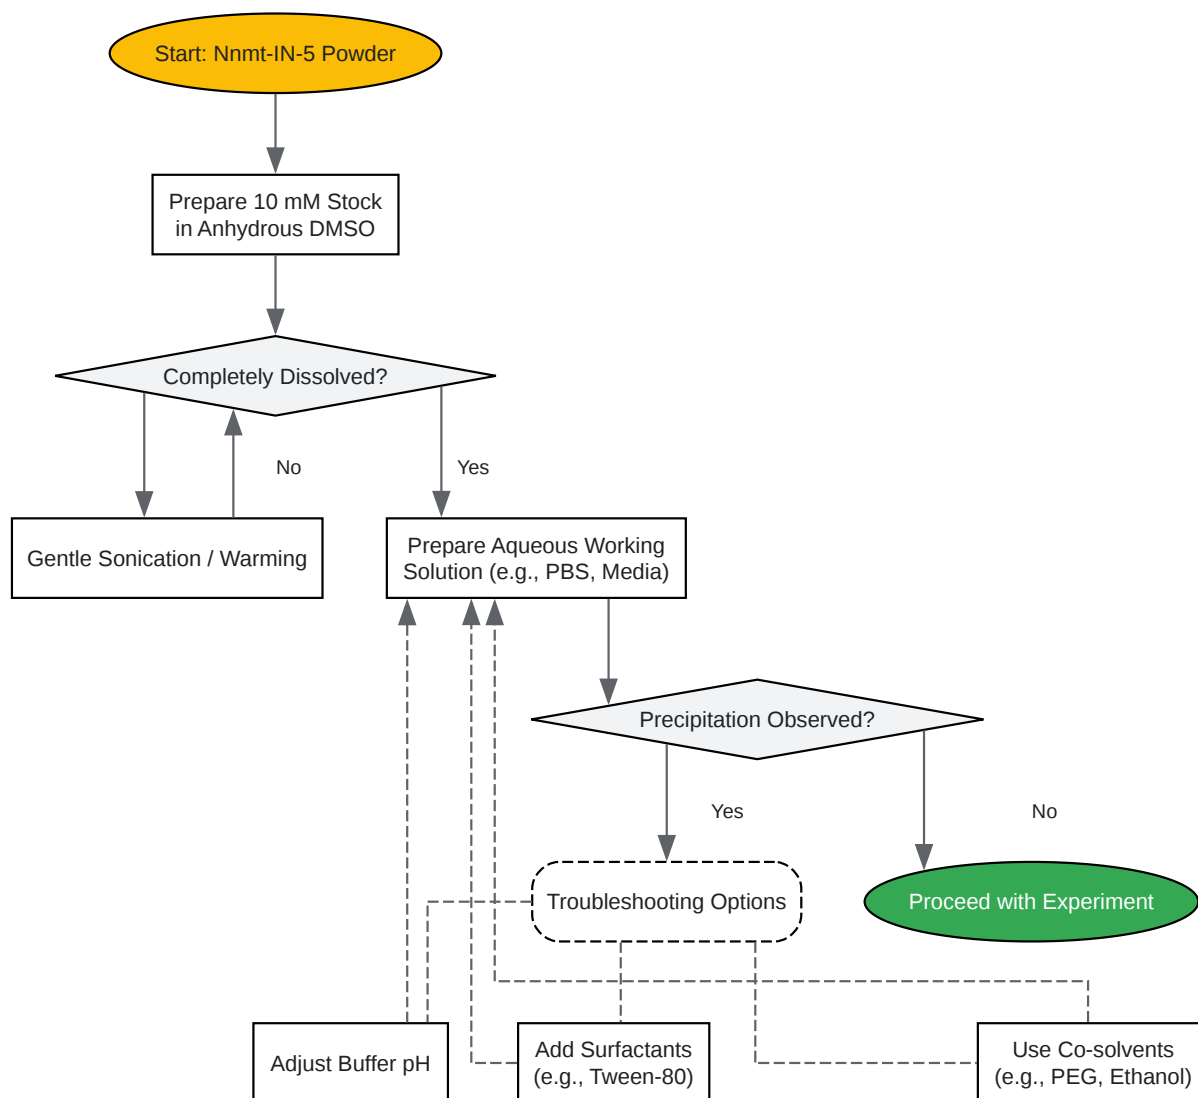 Start: Nnmt-IN-5 Powder
Prepare 10 mM Stock
in Anhydrous DMSO
Completely Dissolved?
No
Yes
Gentle Sonication / Warming
Prepare Aqueous Working
Solution (e.g., PBS, Media)
Precipitation Observed?
Yes
No
Troubleshooting Options
Proceed with Experiment
Adjust Buffer pH
Add Surfactants
(e.g., Tween-80)
Use Co-solvents
(e.g., PEG, Ethanol)